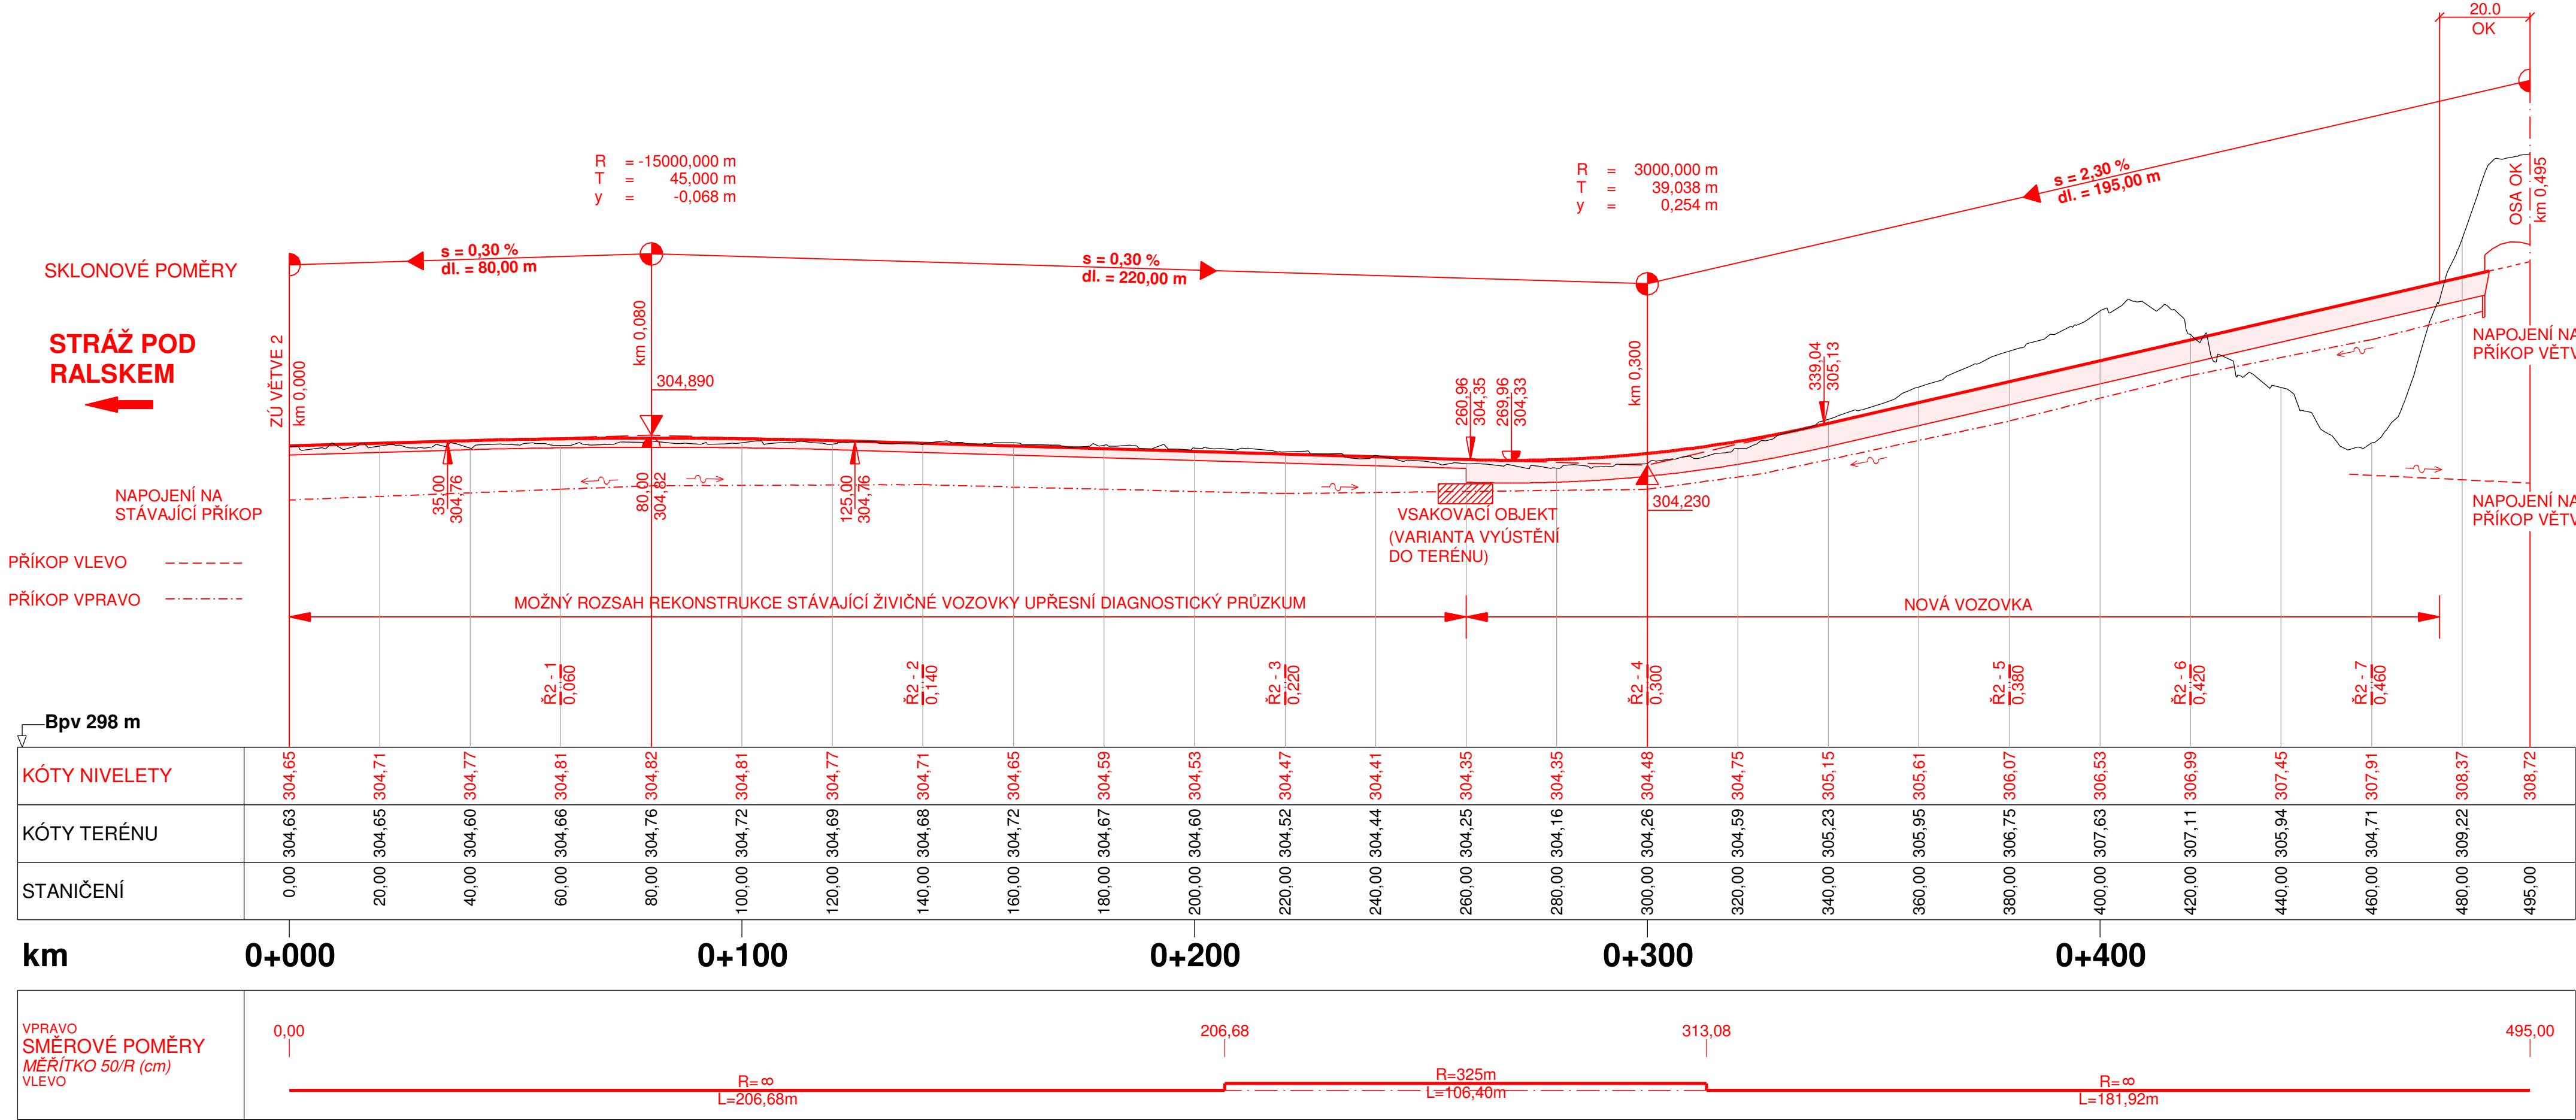 20.0
OK
R = -15000,000 m
T = 45,000 m
y = -0,068 m
R = 3000,000 m
T = 39,038 m
y = 0,254 m
s = 2,30 %
dl. = 195,00 m
OSA OK
km 0,495
SKLONOVÉ POMĚRY
s = 0,30 %
dl. = 80,00 m
s = 0,30 %
dl. = 220,00 m
STRÁŽ POD
RALSKEM
ZÚ VĚTVE 2
km 0,000
km 0,080
304,890
km 0,300
304,230
260,96
304,35
269,96
304,33
339,04
305,13
35,00
304,76
80,00
304,82
125,00
304,76
NAPOJENÍ NA
PŘÍKOP VĚTV
NAPOJENÍ NA
STÁVAJÍCÍ PŘÍKOP
NAPOJENÍ NA
PŘÍKOP VĚTV
VSAKOVACÍ OBJEKT
(VARIANTA VYÚSTĚNÍ
DO TERÉNU)
PŘÍKOP VLEVO
PŘÍKOP VPRAVO
MOŽNÝ ROZSAH REKONSTRUKCE STÁVAJÍCÍ ŽIVIČNÉ VOZOVKY UPŘESNÍ DIAGNOSTICKÝ PRŮZKUM
NOVÁ VOZOVKA
Ř2 - 1
0,060
Ř2 - 2
0,140
Ř2 - 3
0,220
Ř2 - 4
0,300
Ř2 - 5
0,380
Ř2 - 6
0,420
Ř2 - 7
0,460
Bpv 298 m
KÓTY NIVELETY 304,65 304,71 304,77 304,81 304,82 304,81 304,77 304,71 304,65 304,59 304,53 304,47 304,41 304,35 304,35 304,48 304,75 305,15 305,61 306,07 306,53 306,99 307,45 307,91 308,37 308,72
KÓTY TERÉNU 304,63 304,65 304,60 304,66 304,76 304,72 304,69 304,68 304,72 304,67 304,60 304,52 304,44 304,25 304,16 304,26 304,59 305,23 305,95 306,75 307,63 307,11 305,94 304,71 309,22
STANIČENÍ 0,00 20,00 40,00 60,00 80,00 100,00 120,00 140,00 160,00 180,00 200,00 220,00 240,00 260,00 280,00 300,00 320,00 340,00 360,00 380,00 400,00 420,00 440,00 460,00 480,00 495,00
km 0+000 0+100 0+200 0+300 0+400
VPRAVO
SMĚROVÉ POMĚRY
MĚŘÍTKO 50/R (cm)
VLEVO
0,00 206,68 313,08 495,00
R= ∞
L=206,68m
R=325m
L=106,40m
R= ∞
L=181,92m